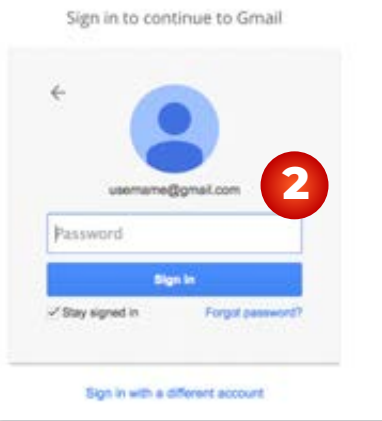 Sign in to continue to Gmail
username@gmail.com
2
Password
Sign in
✓ Stay signed in Forgot password?
Sign in with a different account